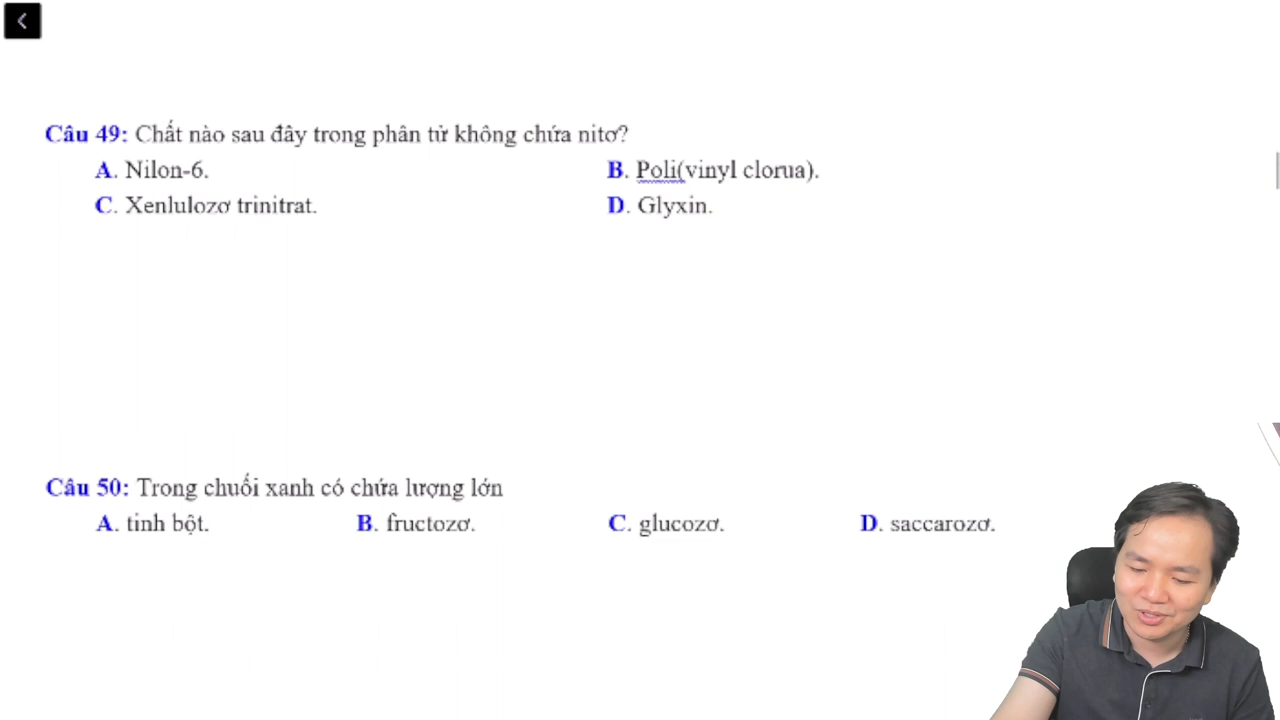 Câu 49: Chất nào sau đây trong phân tử không chứa nitơ?
A. Nilon-6. B. Poli(vinyl clorua).
C. Xenlulozơ trinitrat. D. Glyxin.
Câu 50: Trong chuối xanh có chứa lượng lớn
A. tinh bột. B. fructozơ. C. glucozơ. D. saccarozơ.